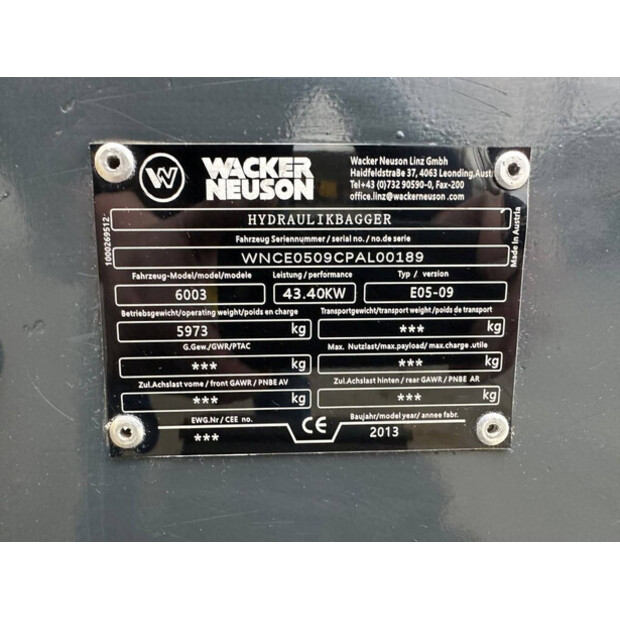 W WACKER NEUSON
Wacker Neuson Linz Gmbh
Haidfeldstraße 37, 4063 Leonding,Aust
Tel+43 (0)732 90590-0, Fax-200
office.linz@wackerneuson .com
1000269512
Made in Austria
HYDRAULIKBAGGER
Fahrzeug Seriennummer / serial no./ no.de serie
WNCE0509CPAL00189
Fahrzeug-Model/model/modele Leistung / performance Typ / version
6003 43.40KW E05-09
Betriebsgewicht/operating weight/poids en charge Transportgewicht/transport weight/poids de transport
5973 kg *** kg
G.Gew./GWR/PTAC Max. Nutzlast/max.payload/ max.charge .utile
*** kg *** kg
Zul.Achslast vorne / front GAWR / PNBE AV Zul.Achslast hinten / rear GAWR / PNBE AR
*** kg *** kg
EWG.Nr / CEE no. CE Baujahr/model year/ annee fabr.
*** 2013